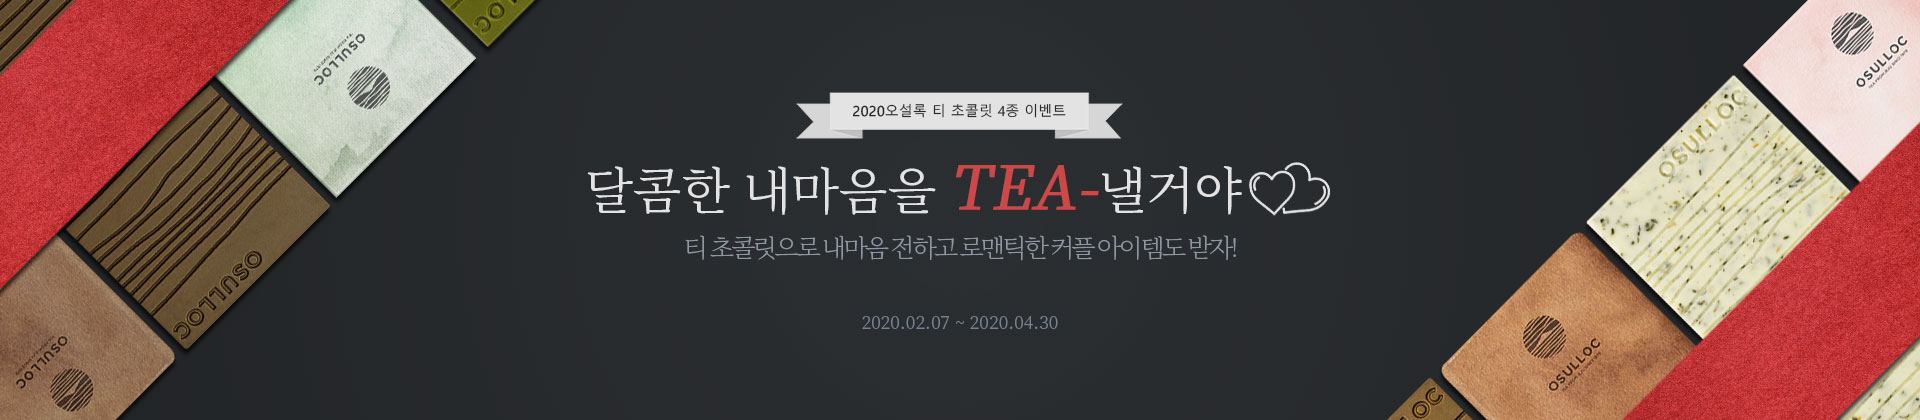 2020오설록 티 초콜릿 4종 이벤트
달콤한 내마음을 TEA-낼거야
티 초콜릿으로 내마음 전하고 로맨틱한 커플 아이템도 받자!
2020.02.07 ~ 2020.04.30
OSULLOC
OSULLOC
OSULLOC
OSULLOC
OSULLOC
OSULLOC